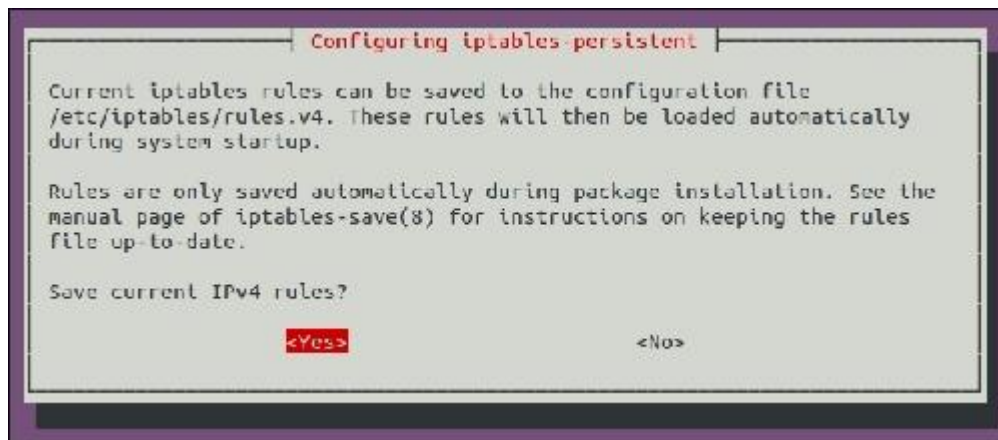 Configuring iptables-persistent
Current iptables rules can be saved to the configuration file
/etc/iptables/rules.v4. These rules will then be loaded automatically
during system startup.
Rules are only saved automatically during package installation. See the
manual page of iptables-save(8) for instructions on keeping the rules
file up-to-date.
Save current IPv4 rules?
<Yes> <No>